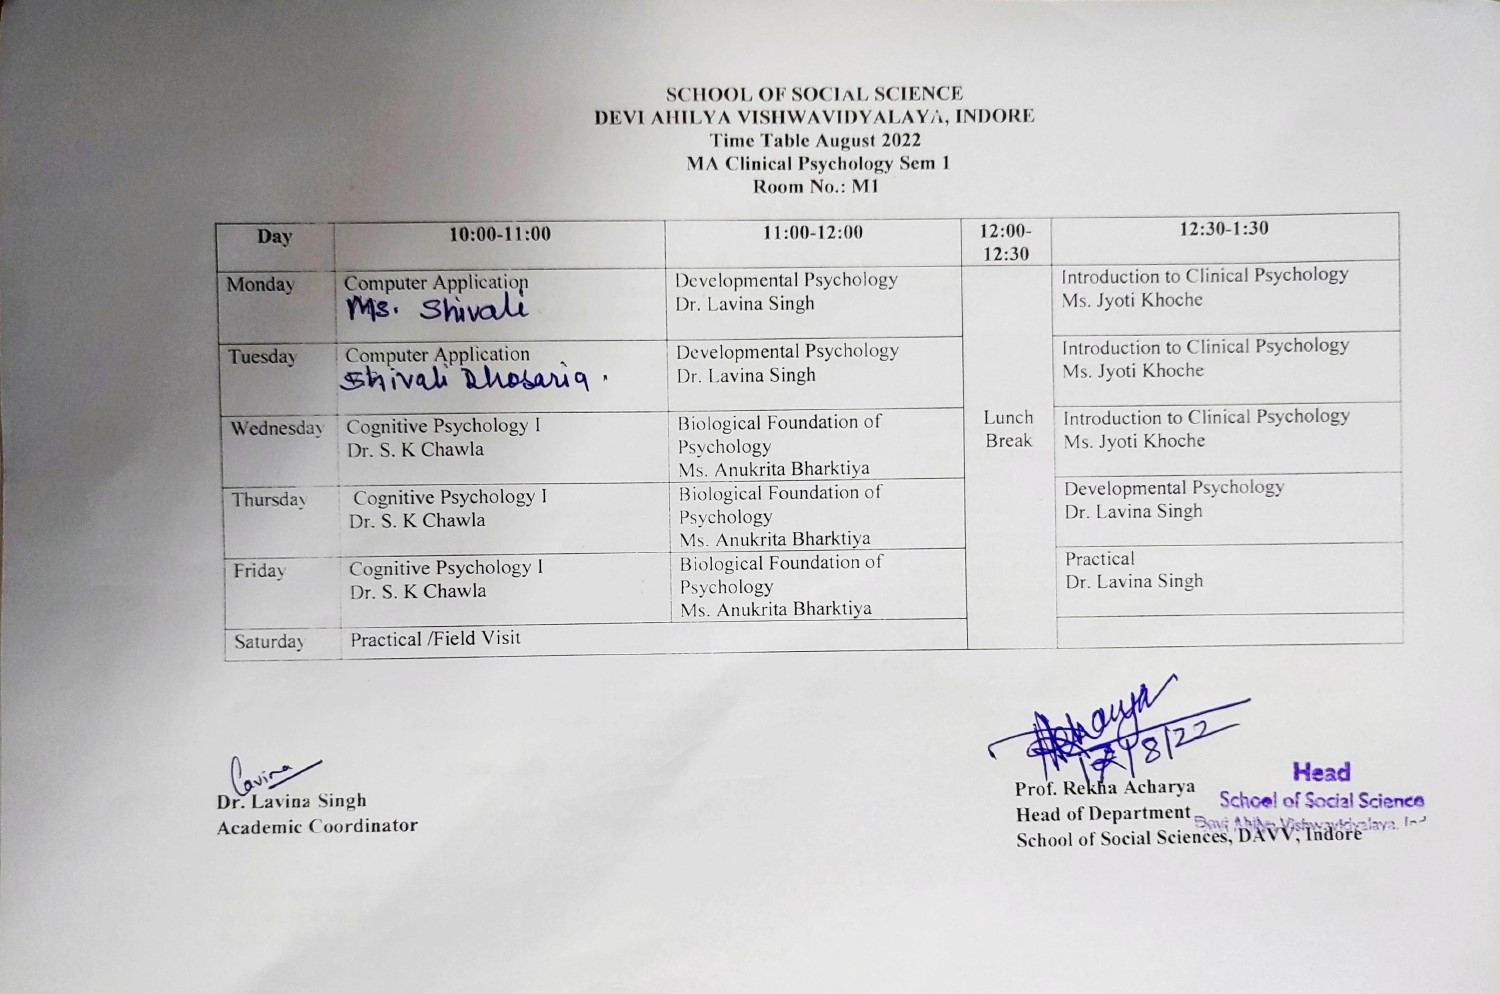 SCHOOL OF SOCIAL SCIENCE
DEVI AHILYA VISHWAVIDYALAYA, INDORE
Time Table August 2022
MA Clinical Psychology Sem 1
Room No.: M1
Day 10:00-11:00 11:00-12:00 12:00- 12:30-1:30
12:30
Monday Computer Application Developmental Psychology Introduction to Clinical Psychology
Ms. Shivali Dr. Lavina Singh Ms. Jyoti Khoche
Tuesday Computer Application Developmental Psychology Introduction to Clinical Psychology
Shivali Dhosaria. Dr. Lavina Singh Ms. Jyoti Khoche
Wednesday Cognitive Psychology I Biological Foundation of Lunch Introduction to Clinical Psychology
Dr. S. K Chawla Psychology Break Ms. Jyoti Khoche
Ms. Anukrita Bharktiya
Thursday Cognitive Psychology I Biological Foundation of Developmental Psychology
Dr. S. K Chawla Psychology Dr. Lavina Singh
Ms. Anukrita Bharktiya
Friday Cognitive Psychology I Biological Foundation of Practical
Dr. S. K Chawla Psychology Dr. Lavina Singh
Ms. Anukrita Bharktiya
Saturday Practical /Field Visit
Lavina
Dr. Lavina Singh
Academic Coordinator
Prof. Rekha Acharya
Head of Department
School of Social Sciences, DAVV, Indore
Head
School of Social Science
Devi Ahilya Vishwavidyalaya, Ind